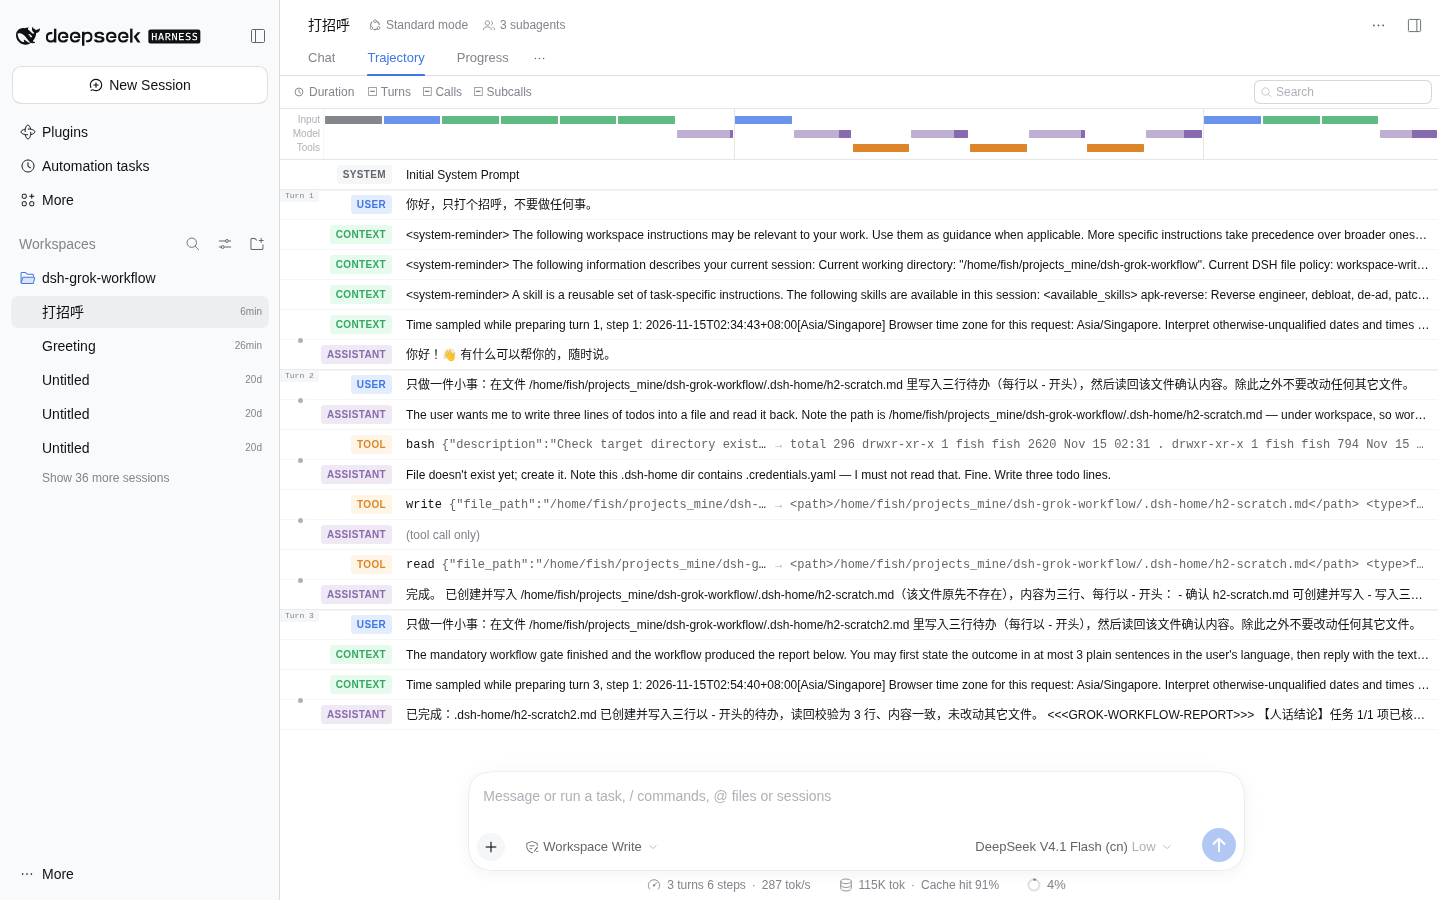 deepseek HARNESS
New Session
Plugins
Automation tasks
More
Workspaces
dsh-grok-workflow
打招呼 6min
Greeting 26min
Untitled 20d
Untitled 20d
Untitled 20d
Show 36 more sessions
More
打招呼 Standard mode 3 subagents
Chat Trajectory Progress ···
Duration Turns Calls Subcalls Search
Input
Model
Tools
SYSTEM Initial System Prompt
Turn 1
USER 你好，只打个招呼，不要做任何事。
CONTEXT <system-reminder> The following workspace instructions may be relevant to your work. Use them as guidance when applicable. More specific instructions take precedence over broader ones…
CONTEXT <system-reminder> The following information describes your current session: Current working directory: "/home/fish/projects_mine/dsh-grok-workflow". Current DSH file policy: workspace-writ…
CONTEXT <system-reminder> A skill is a reusable set of task-specific instructions. The following skills are available in this session: <available_skills> apk-reverse: Reverse engineer, debloat, de-ad, patc…
CONTEXT Time sampled while preparing turn 1, step 1: 2026-11-15T02:34:43+08:00[Asia/Singapore] Browser time zone for this request: Asia/Singapore. Interpret otherwise-unqualified dates and times …
ASSISTANT 你好！👋 有什么可以帮你的，随时说。
Turn 2
USER 只做一件小事：在文件 /home/fish/projects_mine/dsh-grok-workflow/.dsh-home/h2-scratch.md 里写入三行待办（每行以 - 开头），然后读回该文件确认内容。除此之外不要改动任何其它文件。
ASSISTANT The user wants me to write three lines of todos into a file and read it back. Note the path is /home/fish/projects_mine/dsh-grok-workflow/.dsh-home/h2-scratch.md — under workspace, so wor…
TOOL bash {"description":"Check target directory exist… → total 296 drwxr-xr-x 1 fish fish 2620 Nov 15 02:31 . drwxr-xr-x 1 fish fish 794 Nov 15 …
ASSISTANT File doesn't exist yet; create it. Note this .dsh-home dir contains .credentials.yaml — I must not read that. Fine. Write three todo lines.
TOOL write {"file_path":"/home/fish/projects_mine/dsh-… → <path>/home/fish/projects_mine/dsh-grok-workflow/.dsh-home/h2-scratch.md</path> <type>f…
ASSISTANT (tool call only)
TOOL read {"file_path":"/home/fish/projects_mine/dsh-g… → <path>/home/fish/projects_mine/dsh-grok-workflow/.dsh-home/h2-scratch.md</path> <type>f…
ASSISTANT 完成。 已创建并写入 /home/fish/projects_mine/dsh-grok-workflow/.dsh-home/h2-scratch.md（该文件原先不存在），内容为三行、每行以 - 开头： - 确认 h2-scratch.md 可创建并写入 - 写入三…
Turn 3
USER 只做一件小事：在文件 /home/fish/projects_mine/dsh-grok-workflow/.dsh-home/h2-scratch2.md 里写入三行待办（每行以 - 开头），然后读回该文件确认内容。除此之外不要改动任何其它文件。
CONTEXT The mandatory workflow gate finished and the workflow produced the report below. You may first state the outcome in at most 3 plain sentences in the user's language, then reply with the text…
CONTEXT Time sampled while preparing turn 3, step 1: 2026-11-15T02:54:40+08:00[Asia/Singapore] Browser time zone for this request: Asia/Singapore. Interpret otherwise-unqualified dates and times …
ASSISTANT 已完成：.dsh-home/h2-scratch2.md 已创建并写入三行以 - 开头的待办，读回校验为 3 行、内容一致，未改动其它文件。 <<<GROK-WORKFLOW-REPORT>>> 【人话结论】任务 1/1 项已核…
Message or run a task, / commands, @ files or sessions
Workspace Write DeepSeek V4.1 Flash (cn) Low
3 turns 6 steps · 287 tok/s 115K tok · Cache hit 91% 4%